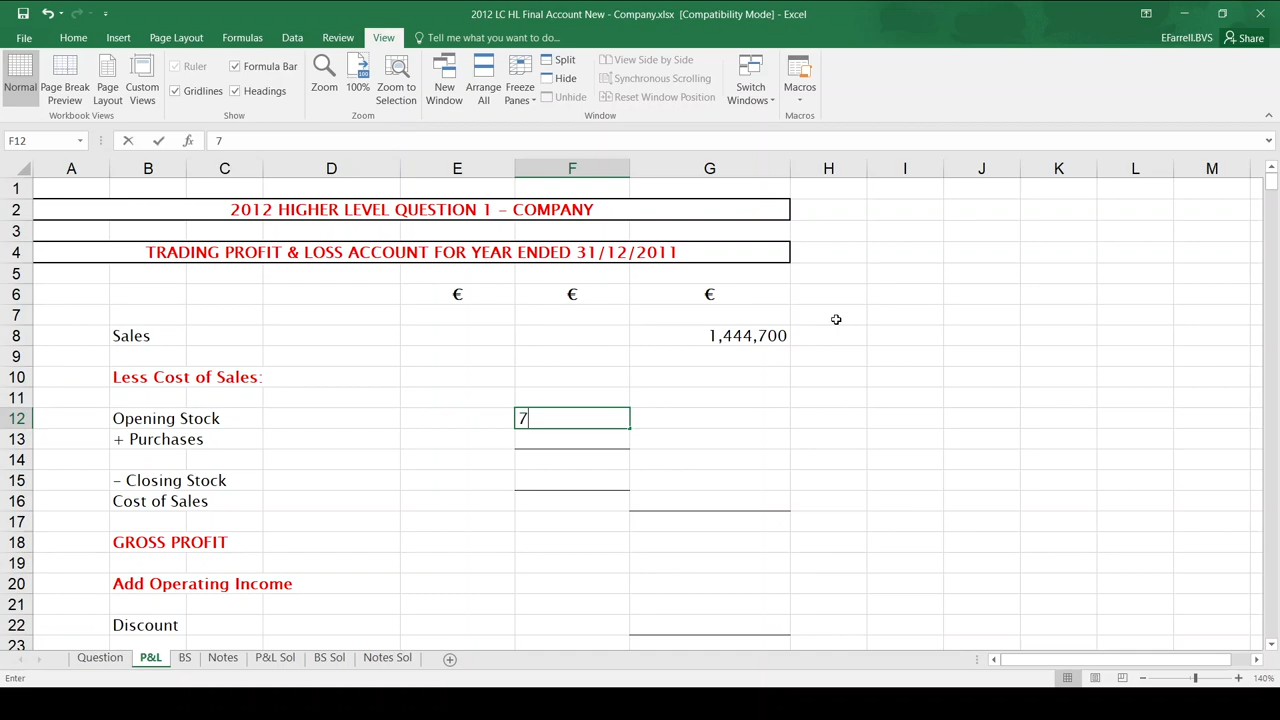 2012 LC HL Final Account New - Company.xlsx [Compatibility Mode] - Excel
File Home Insert Page Layout Formulas Data Review View Tell me what you want to do... EFarrell.BVS Share
Normal Page Break Preview Page Layout Custom Views Ruler Formula Bar Gridlines Headings Zoom 100% Zoom to Selection New Window Arrange All Freeze Panes Split Hide Unhide View Side by Side Synchronous Scrolling Reset Window Position Switch Windows Macros
Workbook Views Show Zoom Window Macros
F12 fx 7
A B C D E F G H I J K L M
1
2 2012 HIGHER LEVEL QUESTION 1 - COMPANY
3
4 TRADING PROFIT & LOSS ACCOUNT FOR YEAR ENDED 31/12/2011
5
6 € € €
7
8 Sales 1,444,700
9
10 Less Cost of Sales:
11
12 Opening Stock 7
13 + Purchases
14
15 - Closing Stock
16 Cost of Sales
17
18 GROSS PROFIT
19
20 Add Operating Income
21
22 Discount
23
Question P&L BS Notes P&L Sol BS Sol Notes Sol
Enter 140%